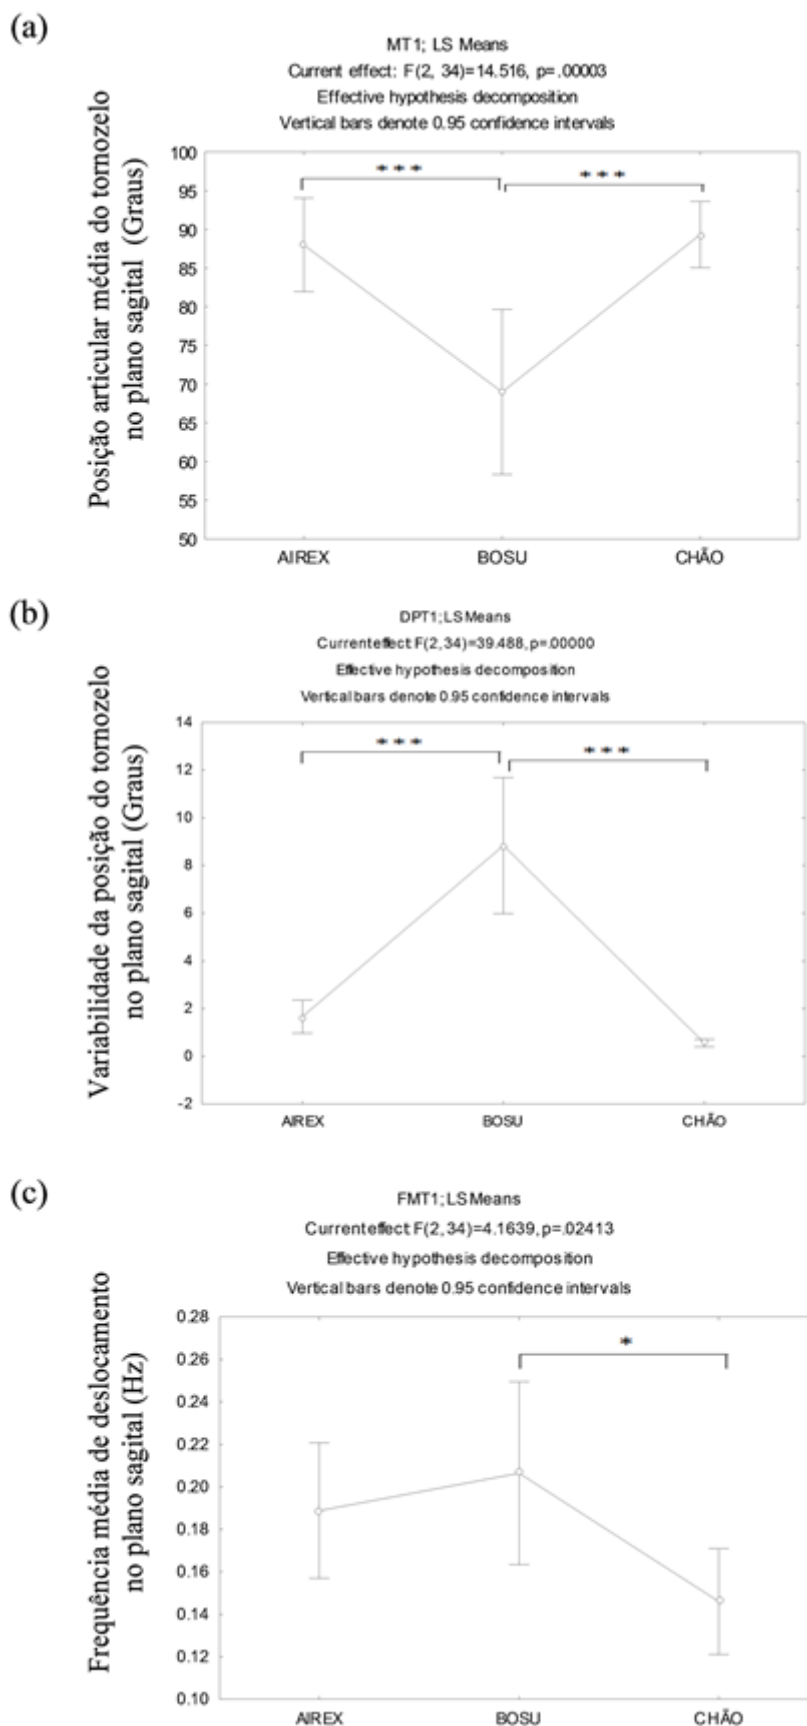 (a)
MT1; LS Means
Current effect: F(2, 34)=14.516, p=.00003
Effective hypothesis decomposition
Vertical bars denote 0.95 confidence intervals
Posição articular média do tornozelo
no plano sagital (Graus)
100
95
90
85
80
75
70
65
60
55
50
***
***
AIREX
BOSU
CHÃO
(b)
DPT1; LS Means
Current effect: F(2, 34)=39.488, p=.00000
Effective hypothesis decomposition
Vertical bars denote 0.95 confidence intervals
Variabilidade da posição do tornozelo
no plano sagital (Graus)
14
12
10
8
6
4
2
0
-2
***
***
AIREX
BOSU
CHÃO
(c)
FMT1; LS Means
Current effect: F(2, 34)=4.1639, p=.02413
Effective hypothesis decomposition
Vertical bars denote 0.95 confidence intervals
Frequência média de deslocamento
no plano sagital (Hz)
0.28
0.26
0.24
0.22
0.20
0.18
0.16
0.14
0.12
0.10
*
AIREX
BOSU
CHÃO